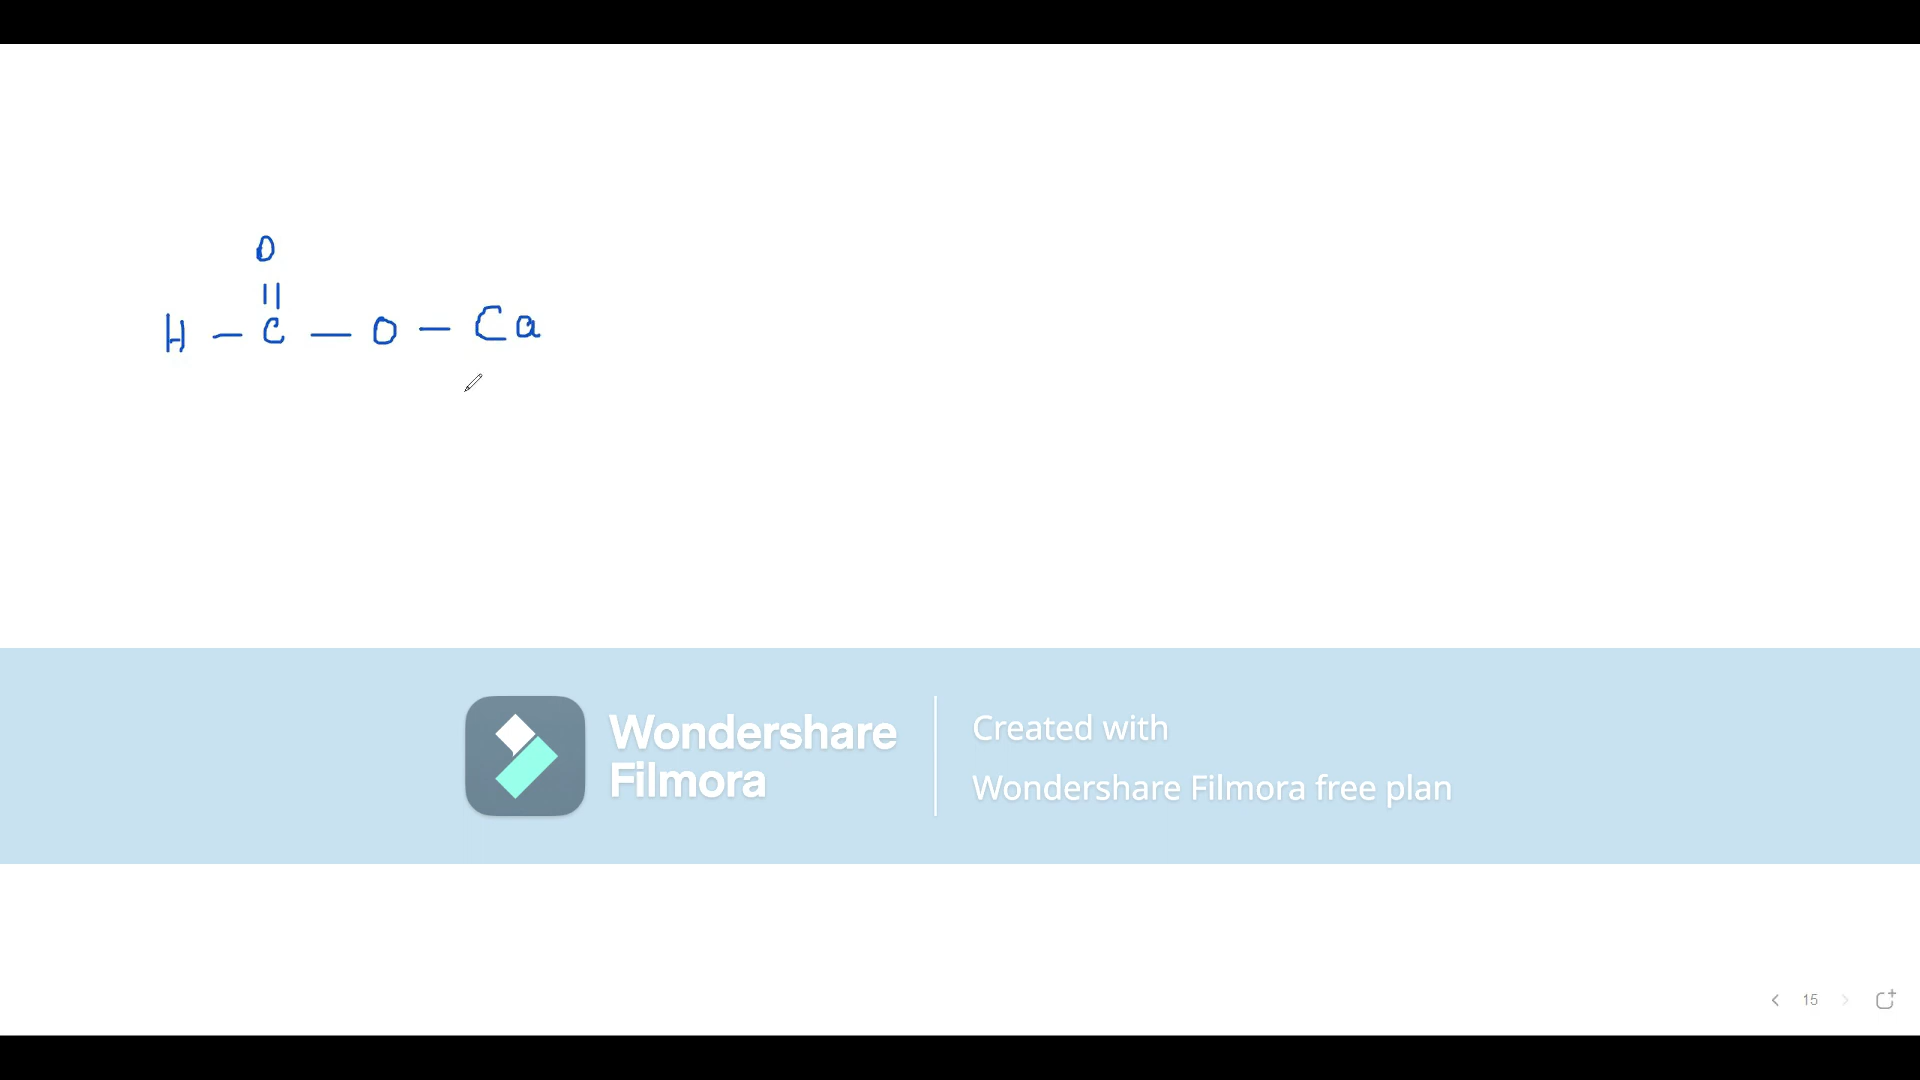 O
||
H - C - O - Ca
Wondershare
Filmora
Created with
Wondershare Filmora free plan
15